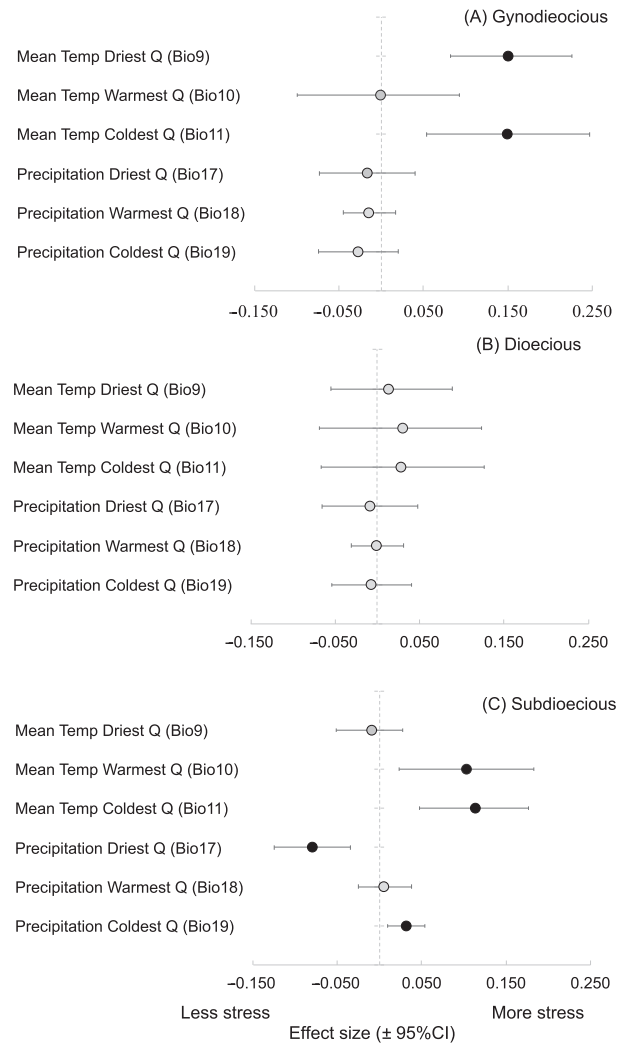 (A) Gynodieocious
Mean Temp Driest Q (Bio9)
Mean Temp Warmest Q (Bio10)
Mean Temp Coldest Q (Bio11)
Precipitation Driest Q (Bio17)
Precipitation Warmest Q (Bio18)
Precipitation Coldest Q (Bio19)
−0.150 −0.050 0.050 0.150 0.250
(B) Dioecious
Mean Temp Driest Q (Bio9)
Mean Temp Warmest Q (Bio10)
Mean Temp Coldest Q (Bio11)
Precipitation Driest Q (Bio17)
Precipitation Warmest Q (Bio18)
Precipitation Coldest Q (Bio19)
−0.150 −0.050 0.050 0.150 0.250
(C) Subdioecious
Mean Temp Driest Q (Bio9)
Mean Temp Warmest Q (Bio10)
Mean Temp Coldest Q (Bio11)
Precipitation Driest Q (Bio17)
Precipitation Warmest Q (Bio18)
Precipitation Coldest Q (Bio19)
−0.150 −0.050 0.050 0.150 0.250
Less stress More stress
Effect size (± 95%CI)